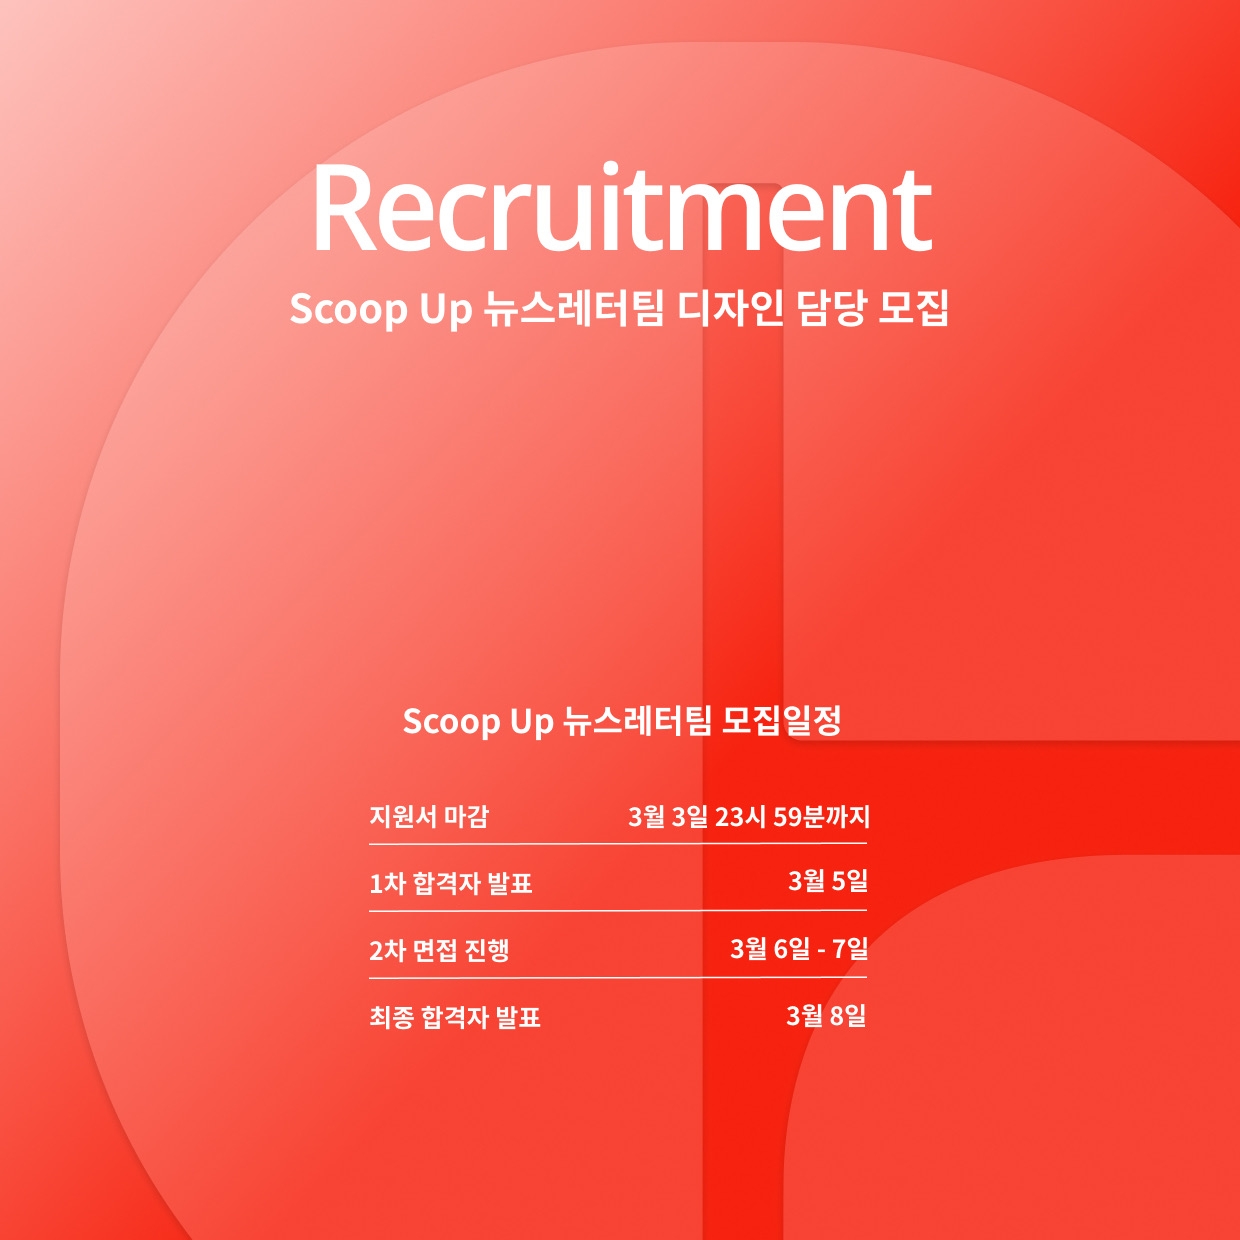 Recruitment
Scoop Up 뉴스레터팀 디자인 담당 모집
Scoop Up 뉴스레터팀 모집일정
지원서 마감 3월 3일 23시 59분까지
1차 합격자 발표 3월 5일
2차 면접 진행 3월 6일 - 7일
최종 합격자 발표 3월 8일